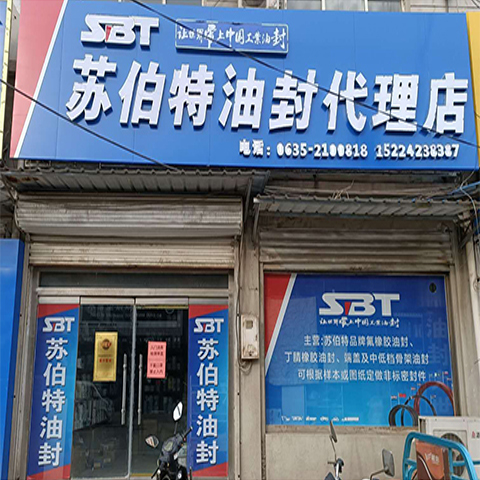 SBT 让世界爱上中国工业油封
苏伯特油封代理店
电话：0635-2100818 15224238387
SBT
苏伯特油封
SBT
苏伯特油封
SBT
让世界爱上中国工业油封
主营:苏伯特品牌氟橡胶油封、
丁腈橡胶油封、端盖及中低档骨架油封
可根据样本或图纸定做非标密封件